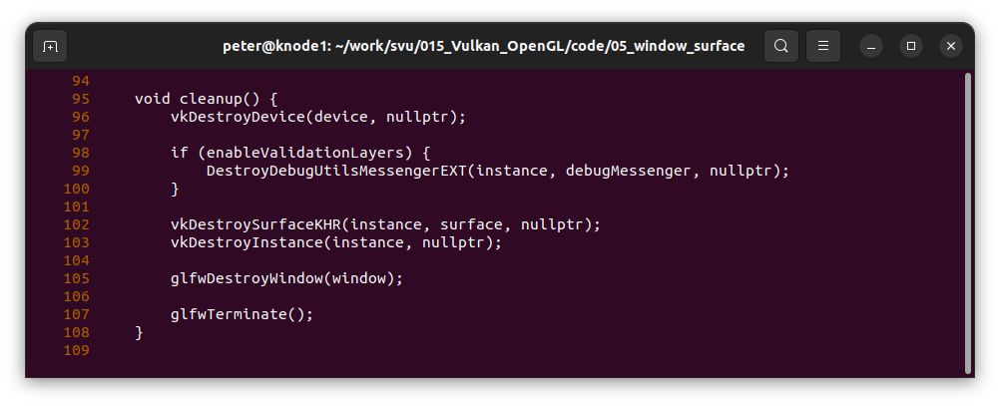 peter@knode1: ~/work/svu/015_Vulkan_OpenGL/code/05_window_surface
94
95     void cleanup() {
96         vkDestroyDevice(device, nullptr);
97
98         if (enableValidationLayers) {
99             DestroyDebugUtilsMessengerEXT(instance, debugMessenger, nullptr);
100         }
101
102         vkDestroySurfaceKHR(instance, surface, nullptr);
103         vkDestroyInstance(instance, nullptr);
104
105         glfwDestroyWindow(window);
106
107         glfwTerminate();
108     }
109